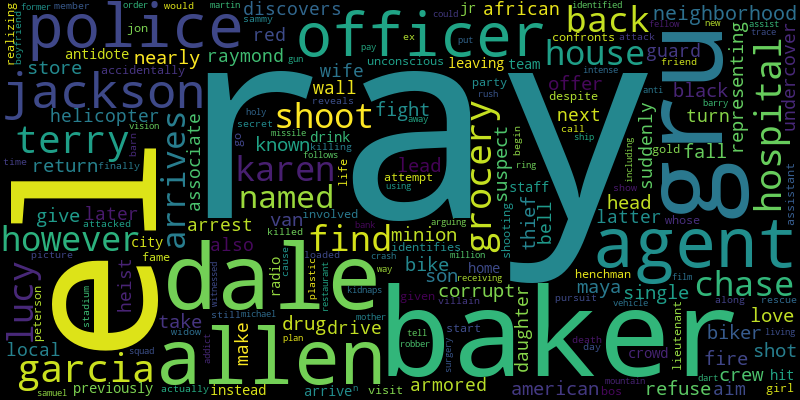 former member order jon martin sammy would party could ex identified attack trace
realizing boyfriend antidote nearly discovers african back neighborhood
police officer
store red raymond jr confronts guard assist
unconscious pay put leaving team
helicopter wife house black undercover
jackson ray gru
gun reveals wall shoot offer despite intense new friend
terry holy secret fight next anti barry representing hospital
vision barn known drink rush go killing life
missile away begin turn
time finally return arrives associate karen lead grocery suspect call ship fall suddenly gold
follows attempt using named ring including
el give later attacked picture city van involved find minion thief staff bell latter head show whose assistant
however arrest killed identifies shooting agent
lucy peterson stadium fame heist also arguing bike son home henchman maya single chase
dale radio cause loaded crash bank million receiving corrupt film along rescue
local take plastic restaurant way given villain pursuit vehicle biker love living
widow still witnessed michael kidnaps daughter baker
drug drive make mother start lieutenant crowd death day fire shot
garcia allen addict plan tell robber surgery mountain dart crew hit
squad previously actually instead arrive n visit armored american bos refuse aim girl
samuel